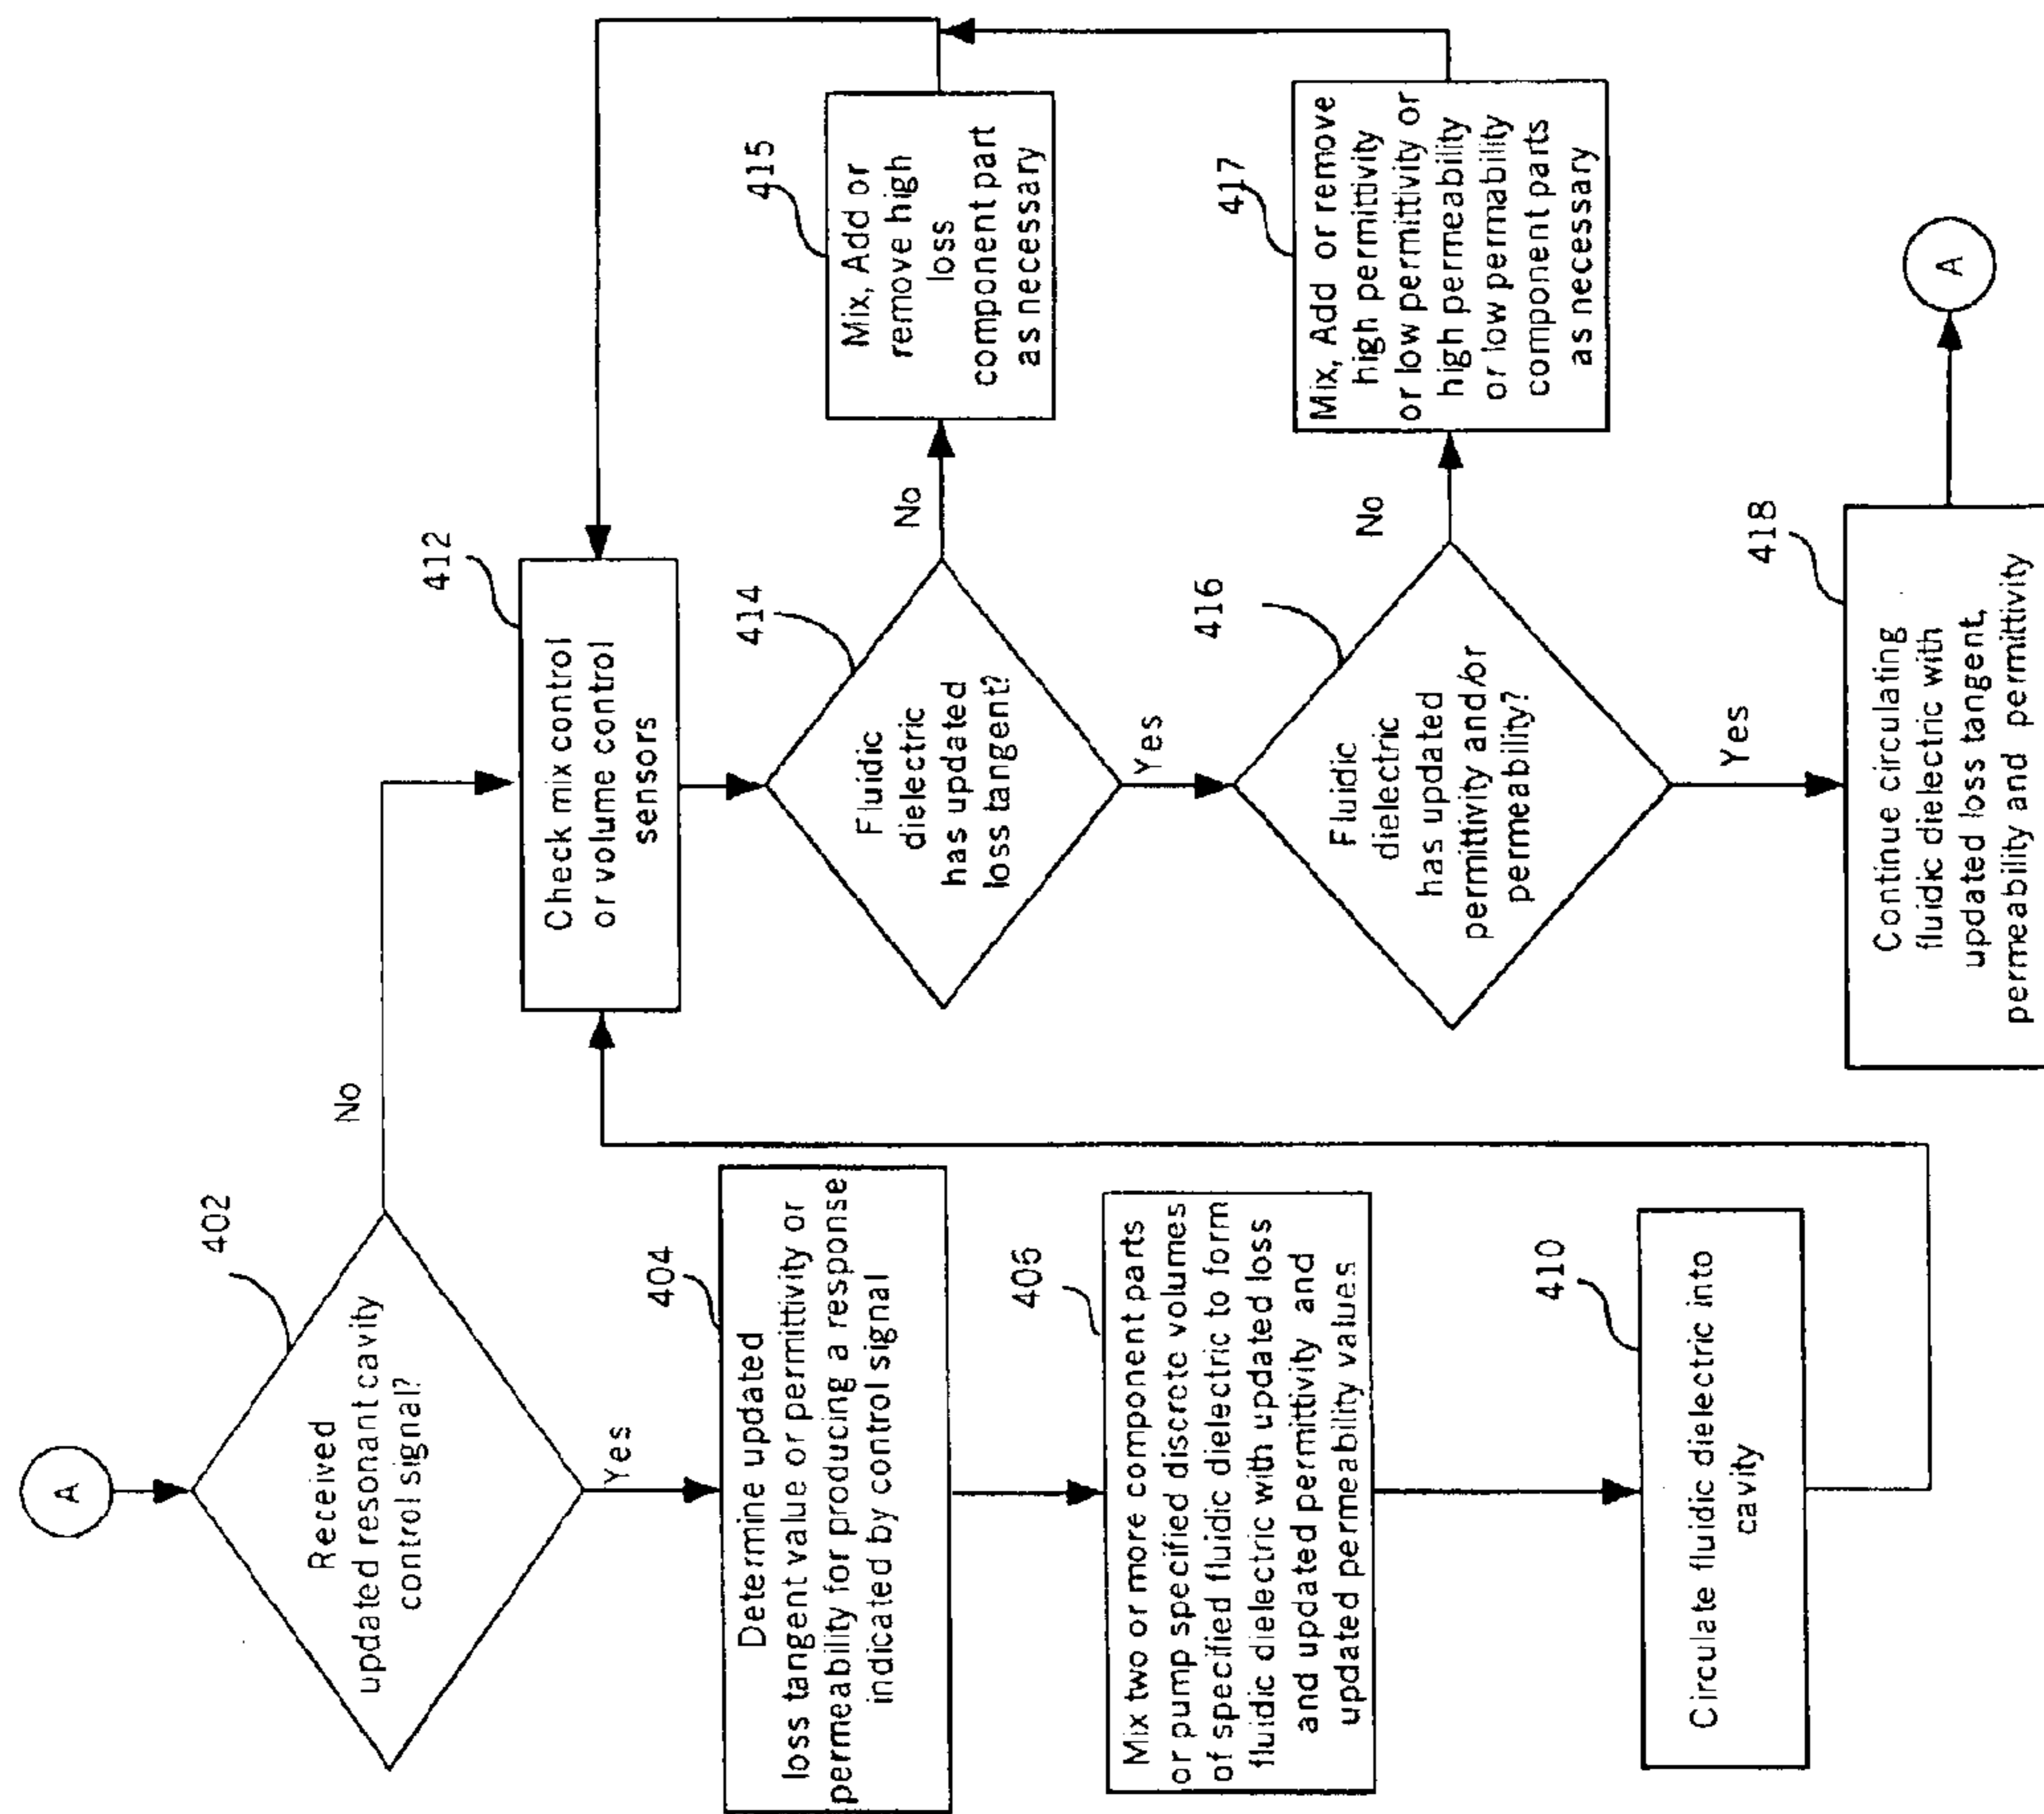 A
402
Received
updated resonant cavity
control signal?
No
Yes
404
Determine updated
loss tangent value or permitivity or
permeability for producing a response
indicated by control signal
406
Mix two or more component parts
or pump specified discrete volumes
of specified fluidic dielectric to form
fluidic dielectric with updated loss
and updated permittivity and
updated permeability values
410
Circulate fluidic dielectric into
cavity
412
Check mix control
or volume control
sensors
414
Fluidic
dielectric
has updated
loss tangent?
No
Yes
415
Mix, Add or
remove high
loss
component part
as necessary
416
Fluidic
dielectric
has updated
permittivity and/or
permeability?
No
Yes
417
Mix, Add or remove
high permittivity
or low permittivity or
high permeability
or low permability
component parts
as necessary
418
Continue circulating
fluidic dielectric with
updated loss tangent,
permeability and permittivity
A